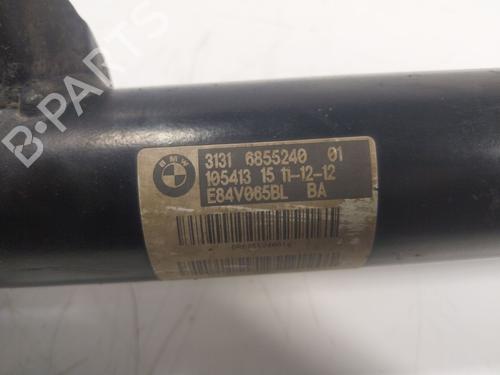 B-PARTS
BMW
3131 6855240 01
105413 15 11-12-12
E84V065BL BA